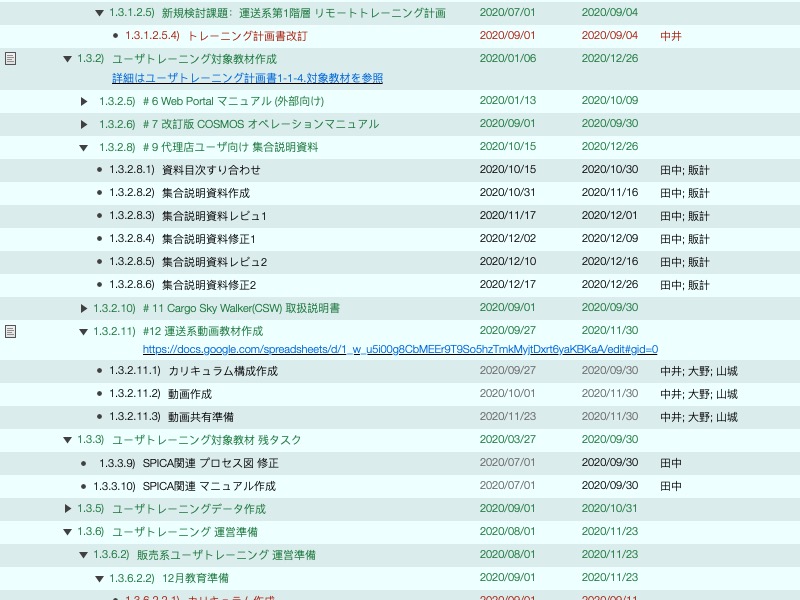 1.3.1.2.5) 新規検討課題: 運送系第1階層 リモートトレーニング計画 2020/07/01 2020/09/04
1.3.1.2.5.4) トレーニング計画書改訂 2020/09/01 2020/09/04 中井
1.3.2) ユーザトレーニング対象教材作成 2020/01/06 2020/12/26
詳細はユーザトレーニング計画書1-1-4.対象教材を参照
1.3.2.5) # 6 Web Portal マニュアル (外部向け) 2020/01/13 2020/10/09
1.3.2.6) # 7 改訂版 COSMOS オペレーションマニュアル 2020/09/01 2020/09/30
1.3.2.8) # 9 代理店ユーザ向け 集合説明資料 2020/10/15 2020/12/26
1.3.2.8.1) 資料目次すり合わせ 2020/10/15 2020/10/30 田中; 販計
1.3.2.8.2) 集合説明資料作成 2020/10/31 2020/11/16 田中; 販計
1.3.2.8.3) 集合説明資料レビュ1 2020/11/17 2020/12/01 田中; 販計
1.3.2.8.4) 集合説明資料修正1 2020/12/02 2020/12/09 田中; 販計
1.3.2.8.5) 集合説明資料レビュ2 2020/12/10 2020/12/16 田中; 販計
1.3.2.8.6) 集合説明資料修正2 2020/12/17 2020/12/26 田中; 販計
1.3.2.10) # 11 Cargo Sky Walker(CSW) 取扱説明書 2020/09/01 2020/09/30
1.3.2.11) #12 運送系動画教材作成 2020/09/27 2020/11/30
https://docs.google.com/spreadsheets/d/1_w_u5i00g8CbMEEr9T9So5hzTmkMyjtDxrt6yaKBKaA/edit#gid=0
1.3.2.11.1) カリキュラム構成作成 2020/09/27 2020/09/30 中井; 大野; 山城
1.3.2.11.2) 動画作成 2020/10/01 2020/11/30 中井; 大野; 山城
1.3.2.11.3) 動画共有準備 2020/11/23 2020/11/30 中井; 大野; 山城
1.3.3) ユーザトレーニング対象教材 残タスク 2020/03/27 2020/09/30
1.3.3.9) SPICA関連 プロセス図 修正 2020/07/01 2020/09/30 田中
1.3.3.10) SPICA関連 マニュアル作成 2020/07/01 2020/09/30 田中
1.3.5) ユーザトレーニングデータ作成 2020/09/01 2020/10/31
1.3.6) ユーザトレーニング 運営準備 2020/08/01 2020/11/23
1.3.6.2) 販売系ユーザトレーニング 運営準備 2020/08/01 2020/11/23
1.3.6.2.2) 12月教育準備 2020/09/01 2020/11/23
1.3.6.2.2.1) カリキュラム作成 2020/09/01 2020/09/11